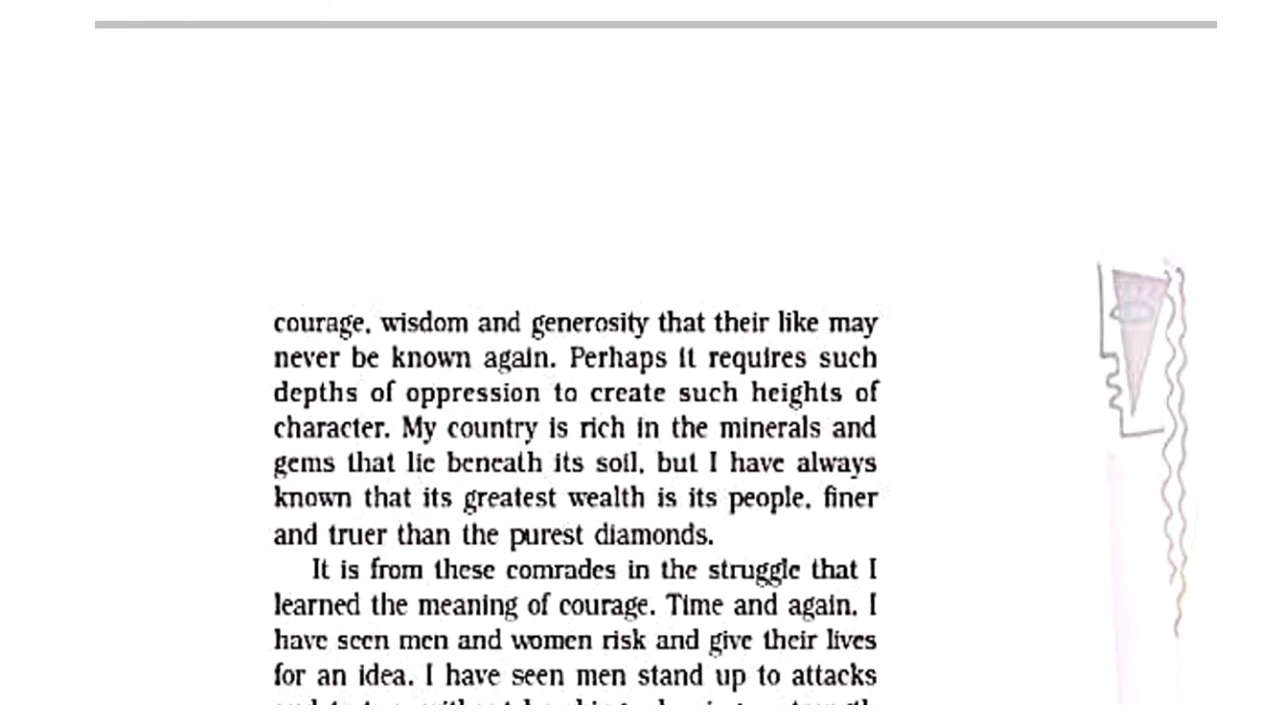 courage, wisdom and generosity that their like may
never be known again. Perhaps it requires such
depths of oppression to create such heights of
character. My country is rich in the minerals and
gems that lie beneath its soil, but I have always
known that its greatest wealth is its people, finer
and truer than the purest diamonds.
It is from these comrades in the struggle that I
learned the meaning of courage. Time and again, I
have seen men and women risk and give their lives
for an idea. I have seen men stand up to attacks